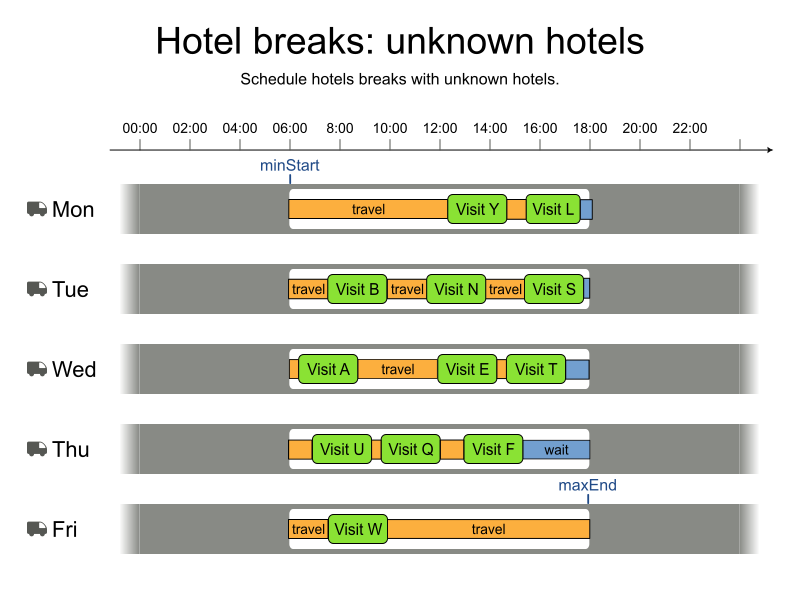 Hotel breaks: unknown hotels
Schedule hotels breaks with unknown hotels.
00:00 02:00 04:00 06:00 8:00 10:00 12:00 14:00 16:00 18:00 20:00 22:00
minStart
Mon travel Visit Y Visit L
Tue travel Visit B travel Visit N travel Visit S
Wed Visit A travel Visit E Visit T
Thu Visit U Visit Q Visit F wait
maxEnd
Fri travel Visit W travel